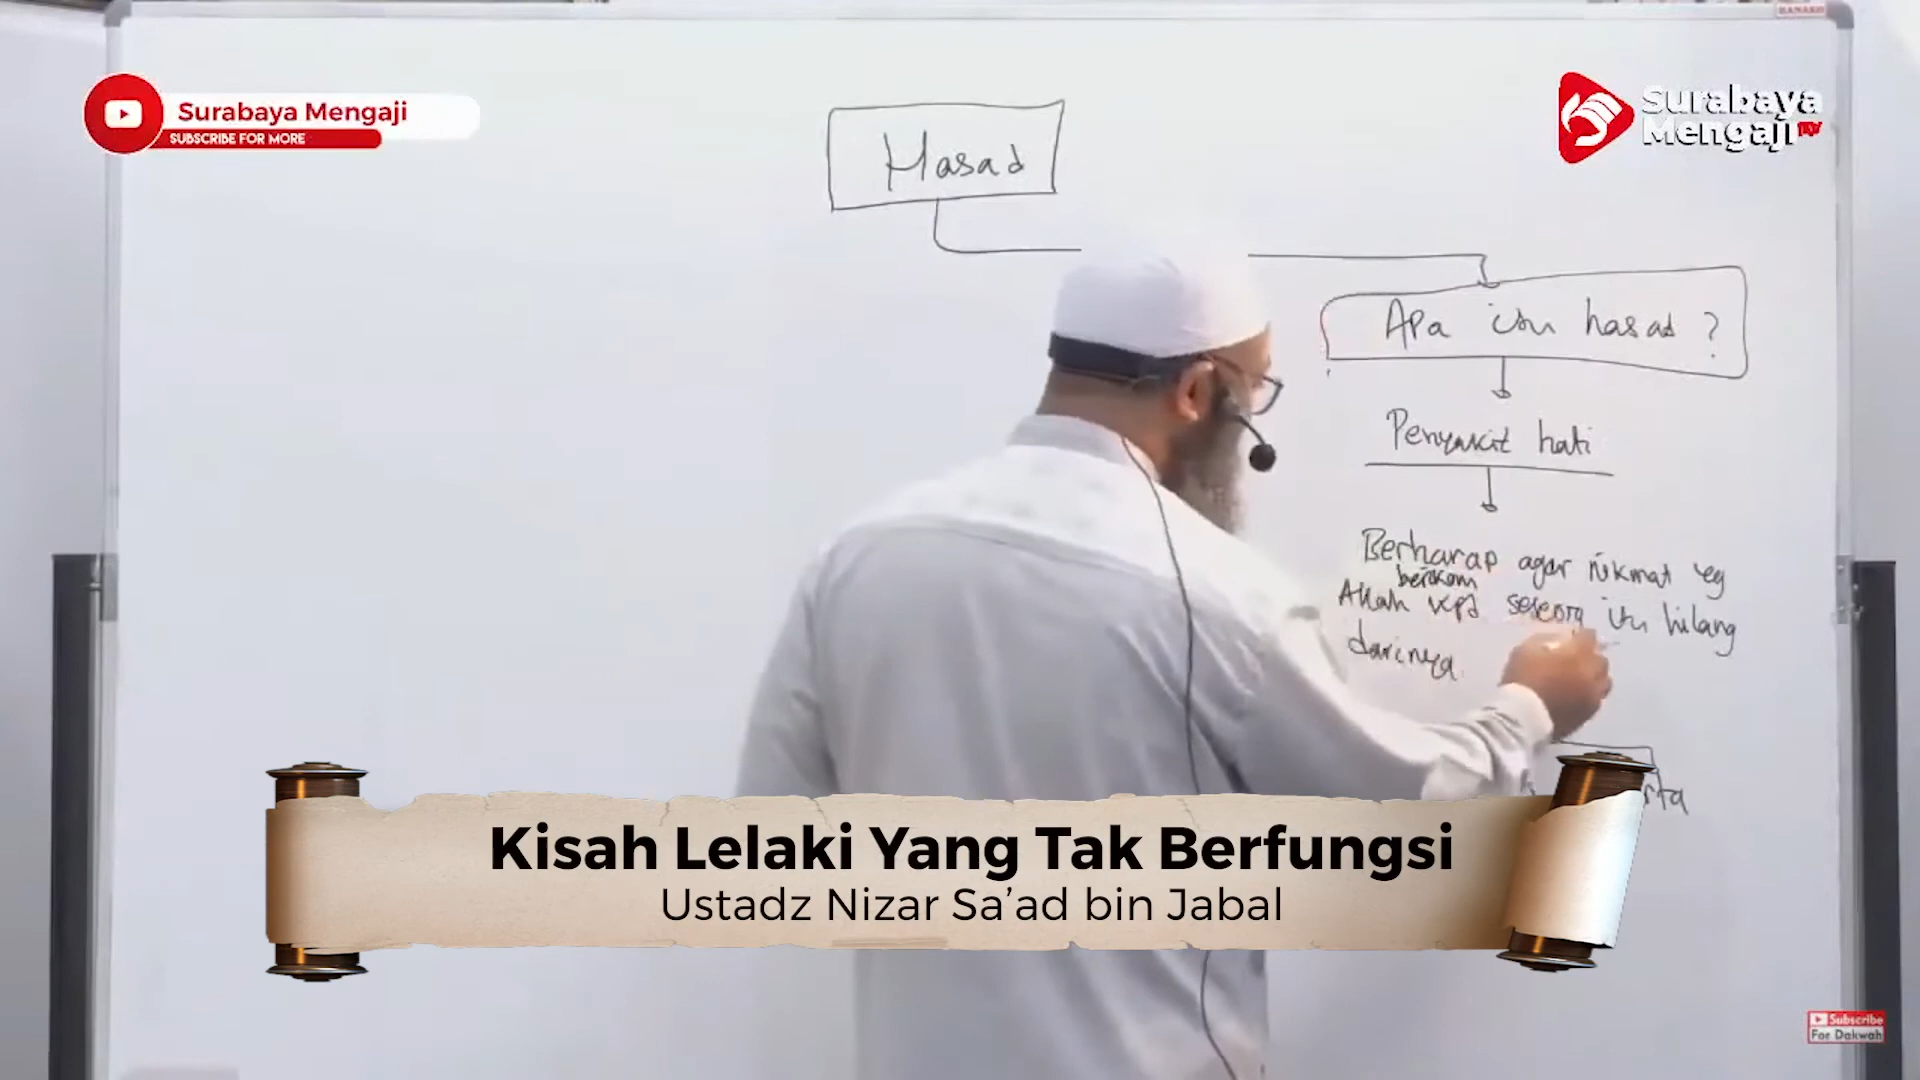 Surabaya Mengaji
SUBSCRIBE FOR MORE
Surabaya
Mengaji TV
Hasad
Apa itu hasad ?
Penyakit hati
Berharap agar nikmat yg
berikan
Allah kpd seseorg itu hilang
darinya
Kisah Lelaki Yang Tak Berfungsi
Ustadz Nizar Sa’ad bin Jabal
Subscribe
For Dakwah